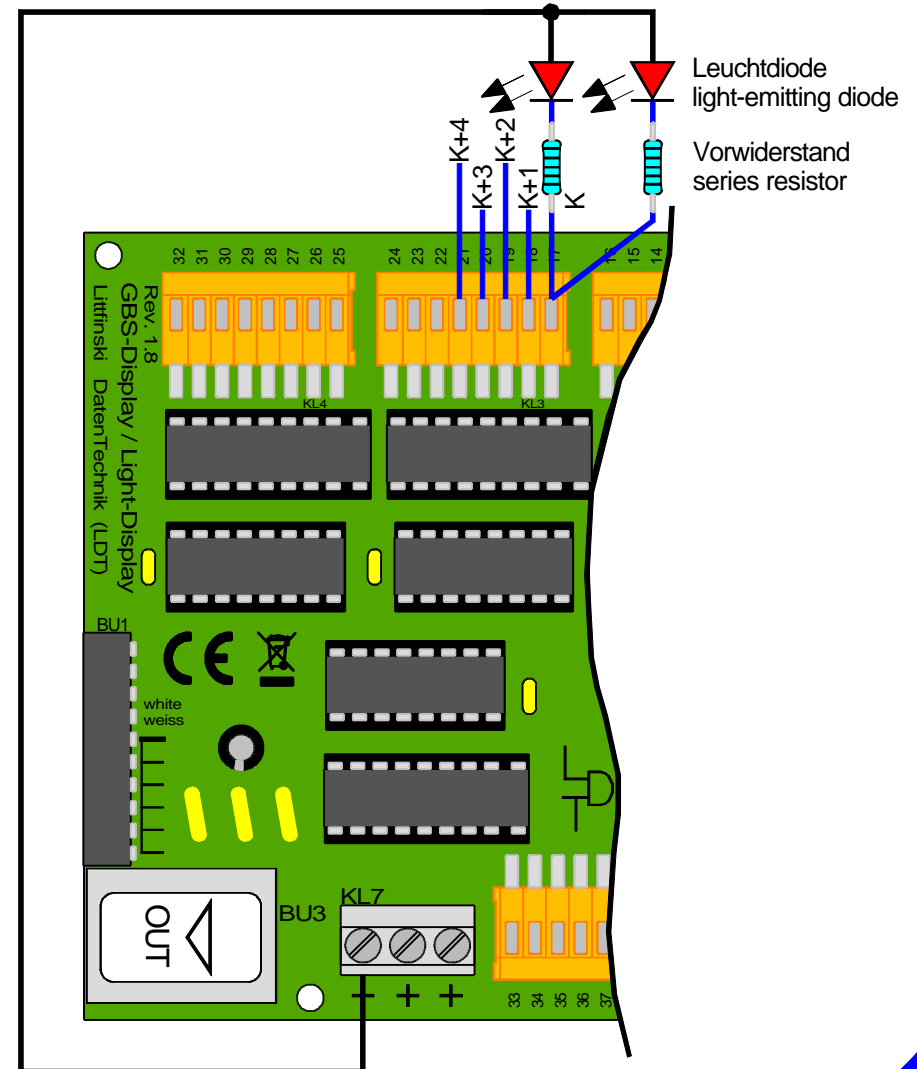 Leuchtdiode
light-emitting diode
Vorwiderstand
series resistor
K+4
K+3
K+2
K+1
K
32 31 30 29 28 27 26 25
24 23 22 21 20 19 18 17
16 15 14
Rev. 1.8
GBS-Display / Light-Display
Littfinski DatenTechnik (LDT)
KL4
KL3
BU1
CE
white
weiss
OUT
BU3
KL7
+ + +
33 34 35 36 37